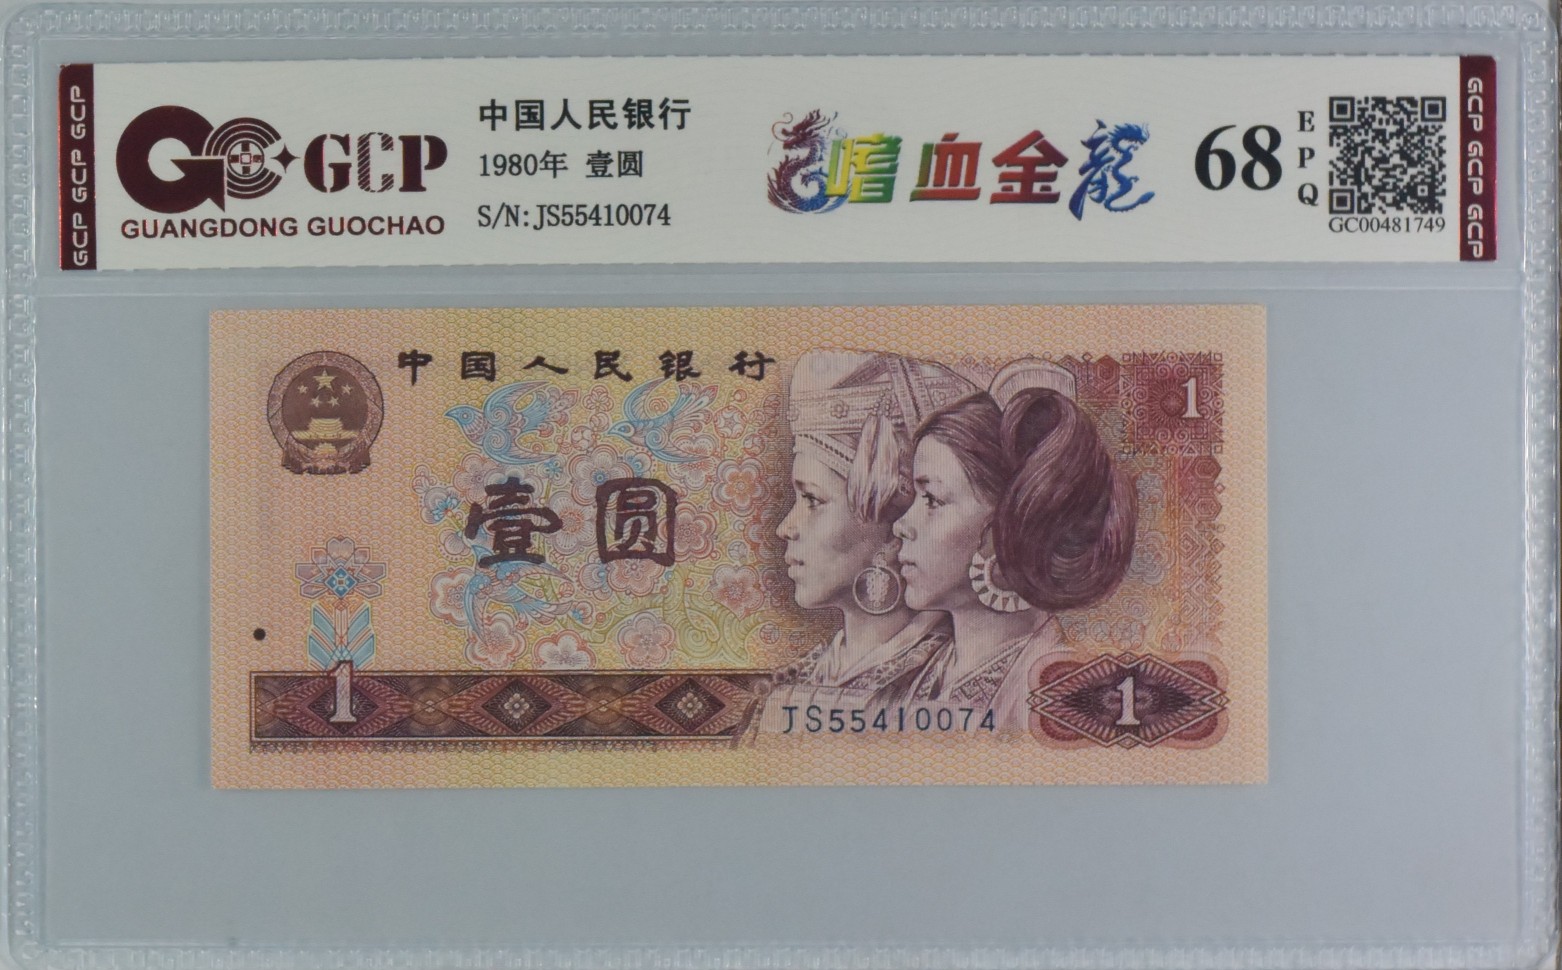 GCP GCP GCP
GCP
GUANGDONG GUOCHAO
中国人民银行
1980年 壹圆
S/N: JS55410074
嗜血金龍
68
EPQ
GC00481749
GCP GCP GCP
中国人民银行
1
壹圆
1
JS55410074
1